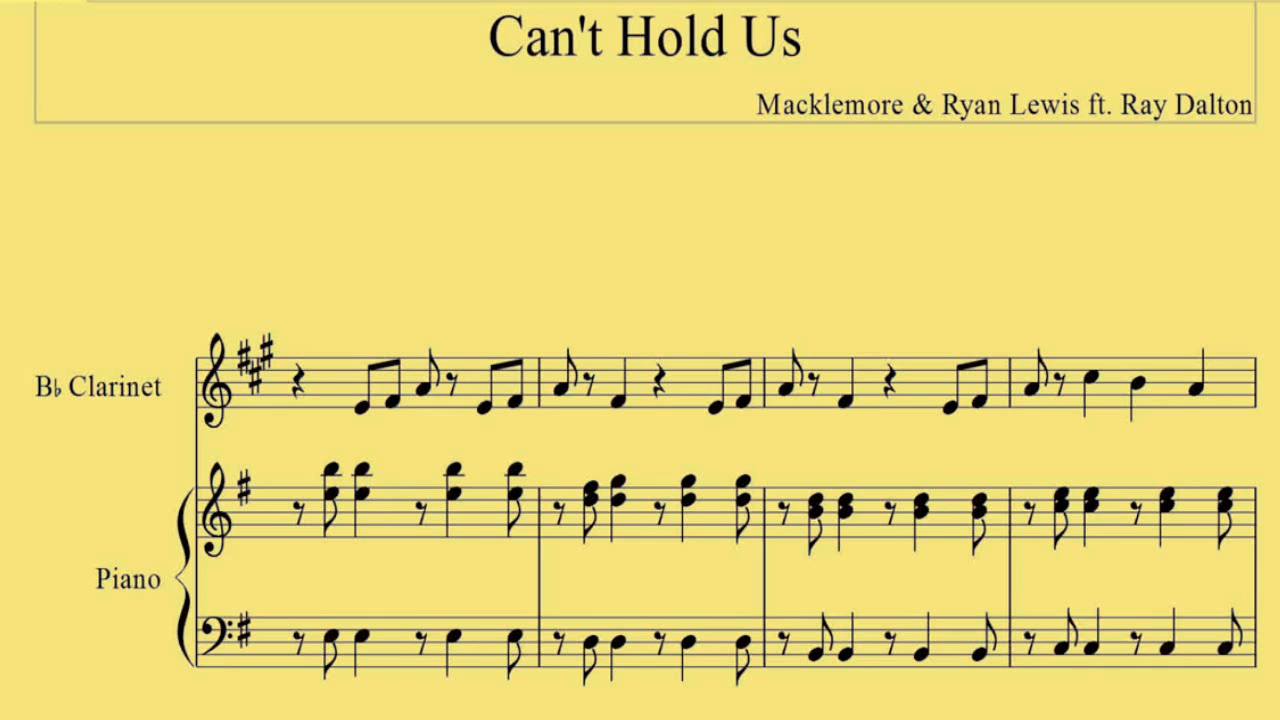 Can't Hold Us
Macklemore & Ryan Lewis ft. Ray Dalton
B♭ Clarinet
Piano